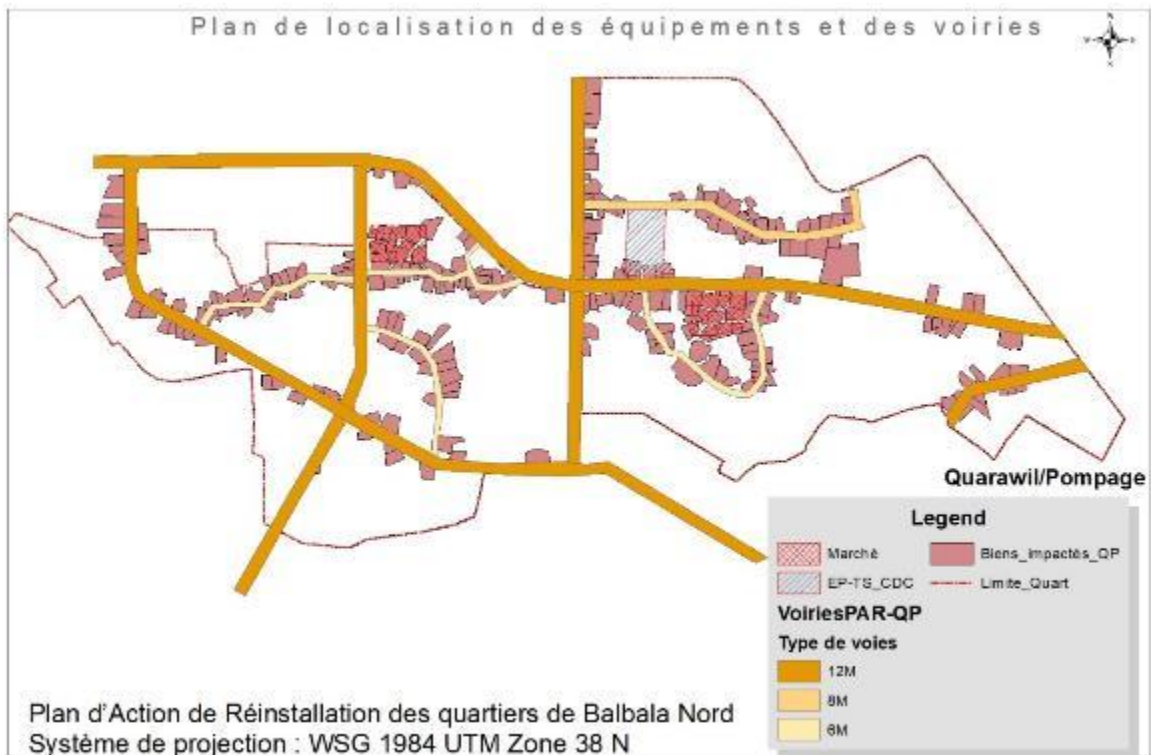 Plan de localisation des équipements et des voiries
Quarawil/Pompage
Legend
Marché
Biens_impactés_QP
EP-TS_CDC
Limite_Quart
VoiriesPAR-QP
Type de voies
12M
8M
6M
Plan d'Action de Réinstallation des quartiers de Balbala Nord
Système de projection : WSG 1984 UTM Zone 38 N